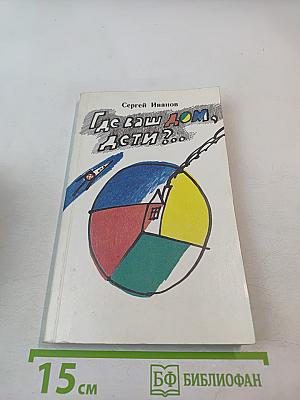 Сергей Иванов
Где ваш дом,
дети?...
15 см
БФ БИБЛИОФАН